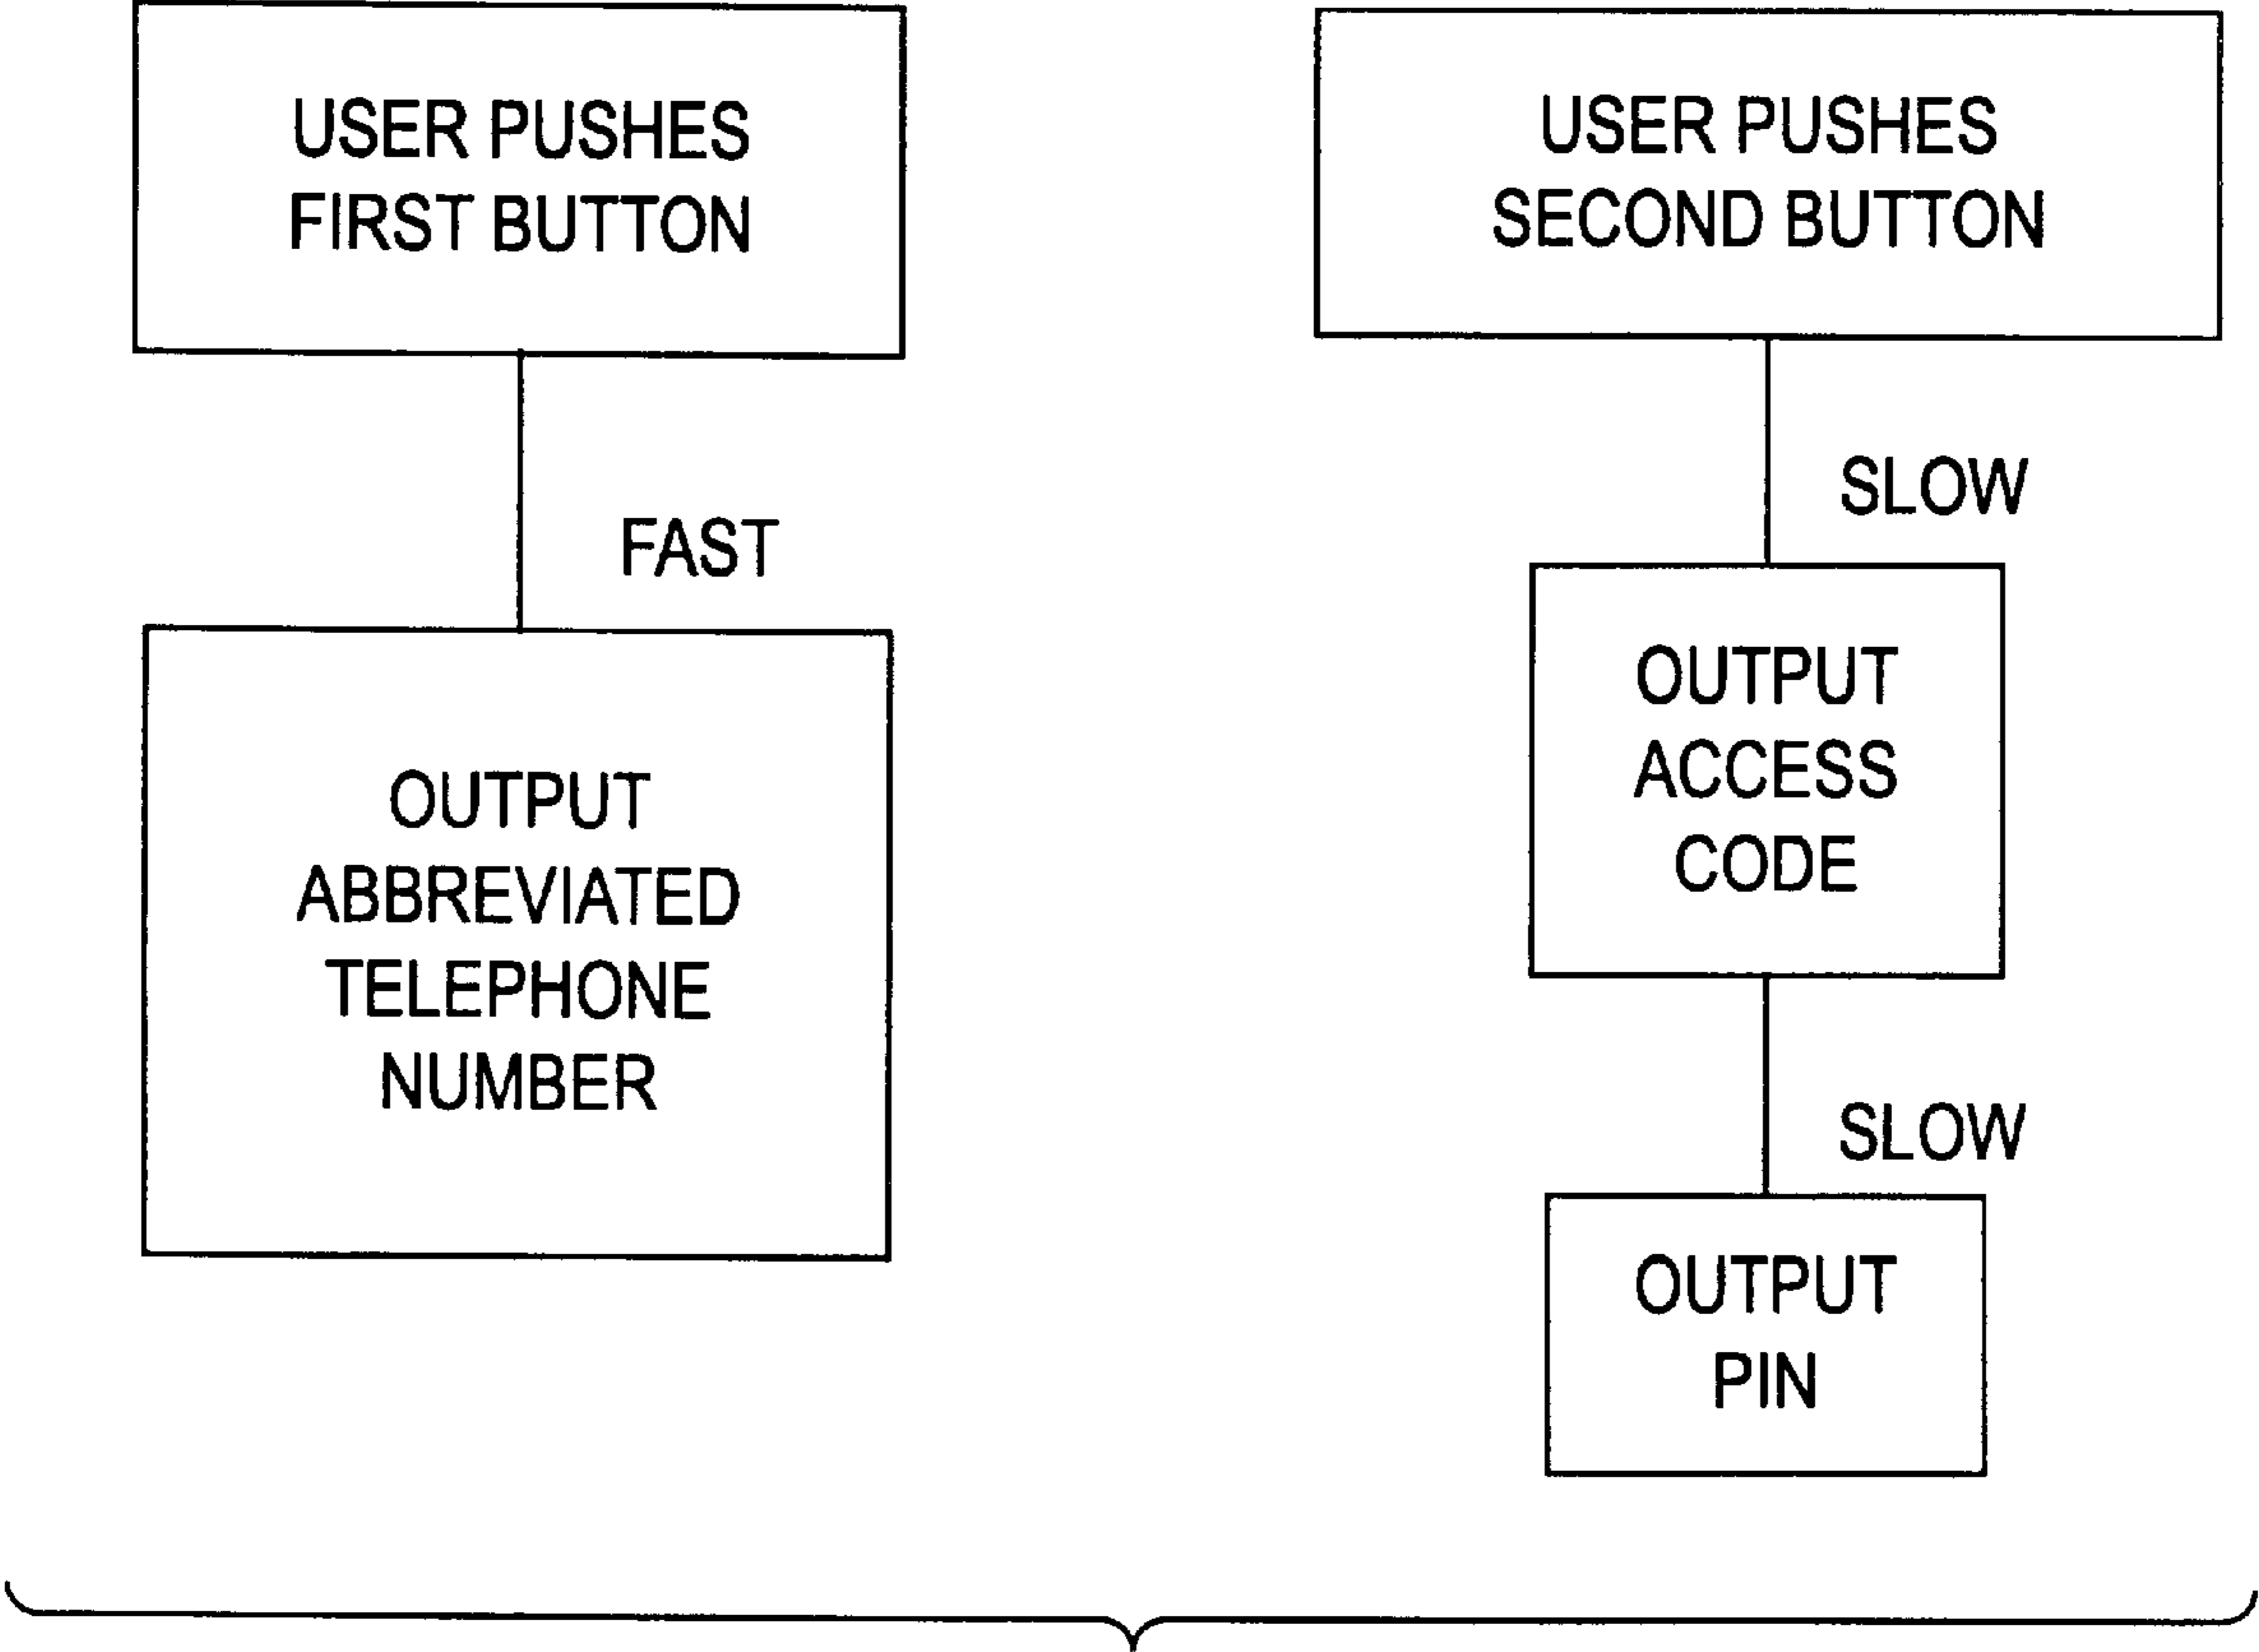 USER PUSHES
FIRST BUTTON
FAST
OUTPUT
ABBREVIATED
TELEPHONE
NUMBER
USER PUSHES
SECOND BUTTON
SLOW
OUTPUT
ACCESS
CODE
SLOW
OUTPUT
PIN